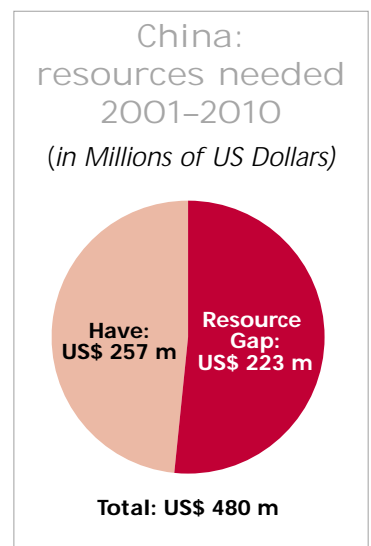 China:
resources needed
2001–2010
(in Millions of US Dollars)
Have:
US$ 257 m
Resource
Gap:
US$ 223 m
Total: US$ 480 m